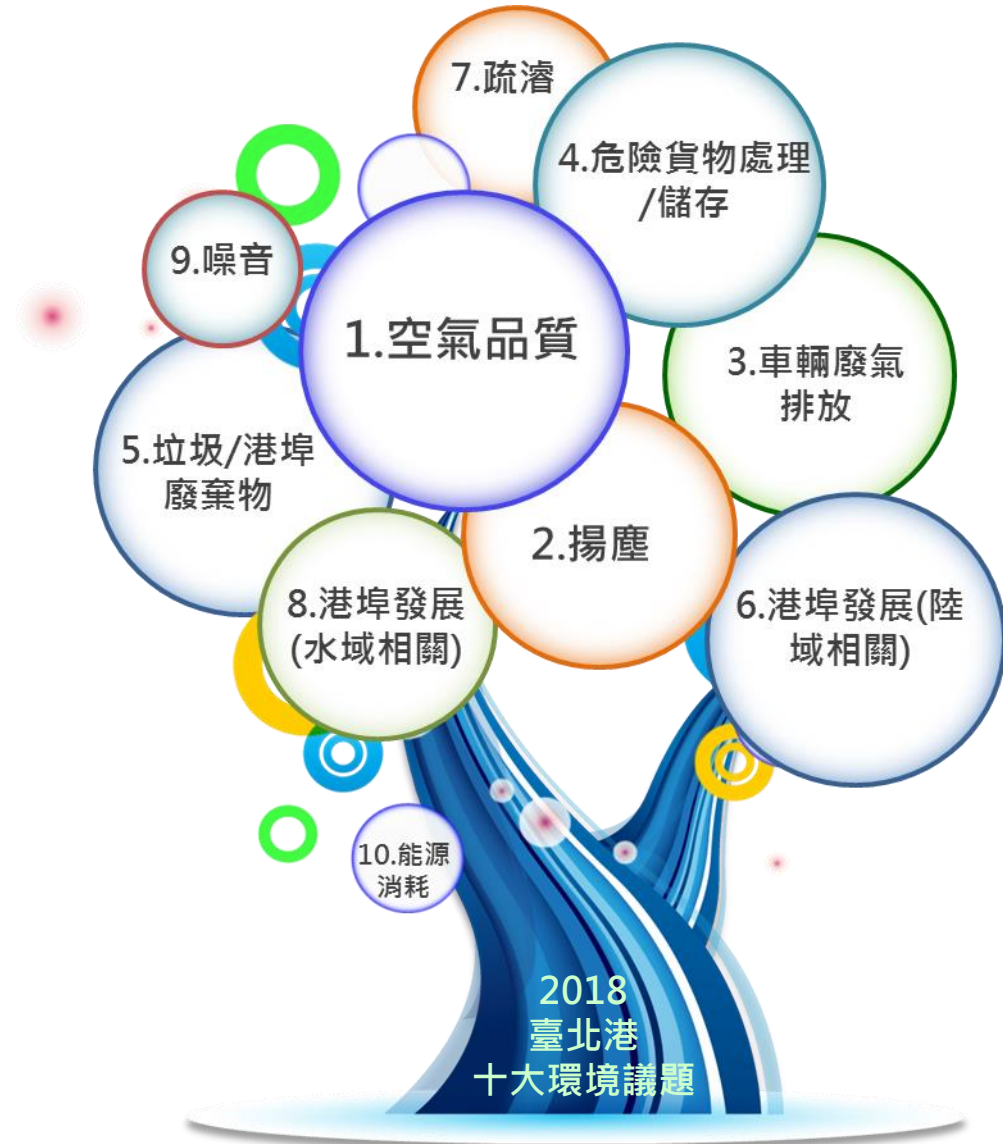 7.疏濬
4.危險貨物處理
/儲存
9.噪音
1.空氣品質
3.車輛廢氣
排放
5.垃圾/港埠
廢棄物
2.揚塵
8.港埠發展
(水域相關)
6.港埠發展(陸
域相關)
10.能源
消耗
2018
臺北港
十大環境議題